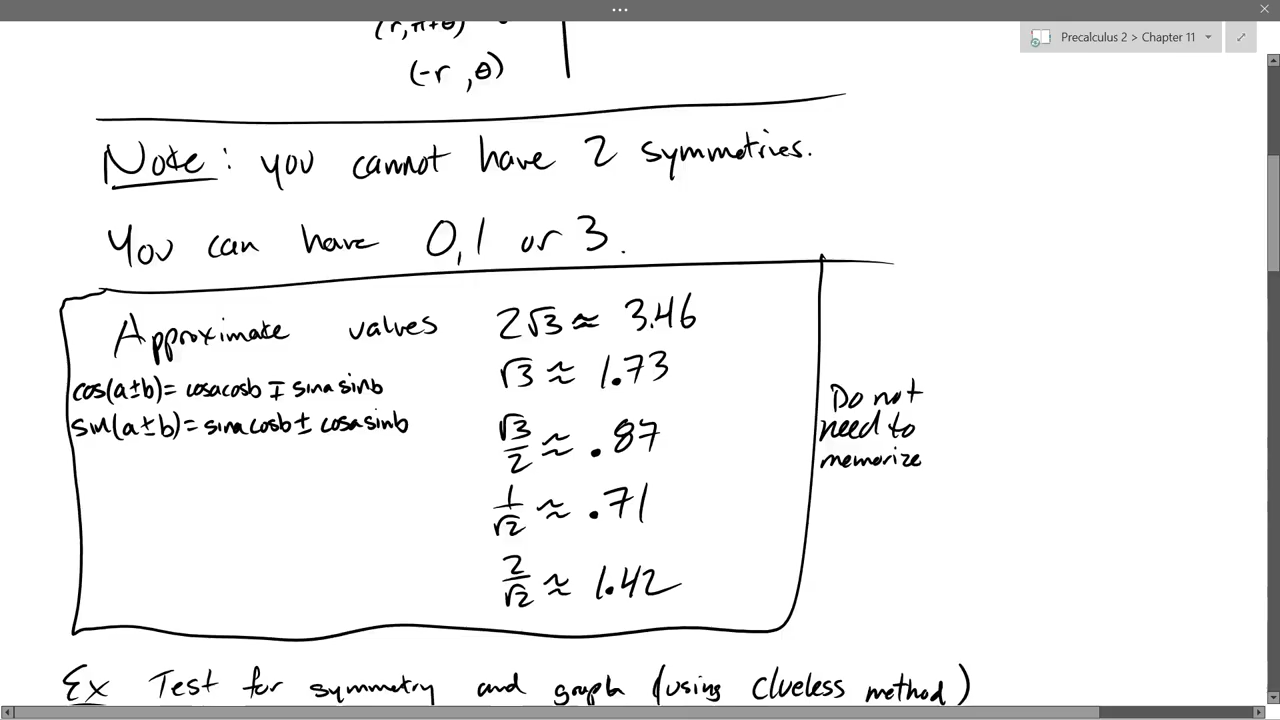 Precalculus 2 > Chapter 11
(r, π+θ)
(-r, θ)
Note: you cannot have 2 symmetries.
You can have 0, 1 or 3.
Approximate values
2√3 ≈ 3.46
√3 ≈ 1.73
cos(a±b)= cosacosb ∓ sinasinb
sin(a±b)= sinacosb ± cosasinb
√3/2 ≈ .87
1/√2 ≈ .71
2/√2 ≈ 1.42
Do not
need to
memorize
Ex Test for symmetry and graph (using clueless method)